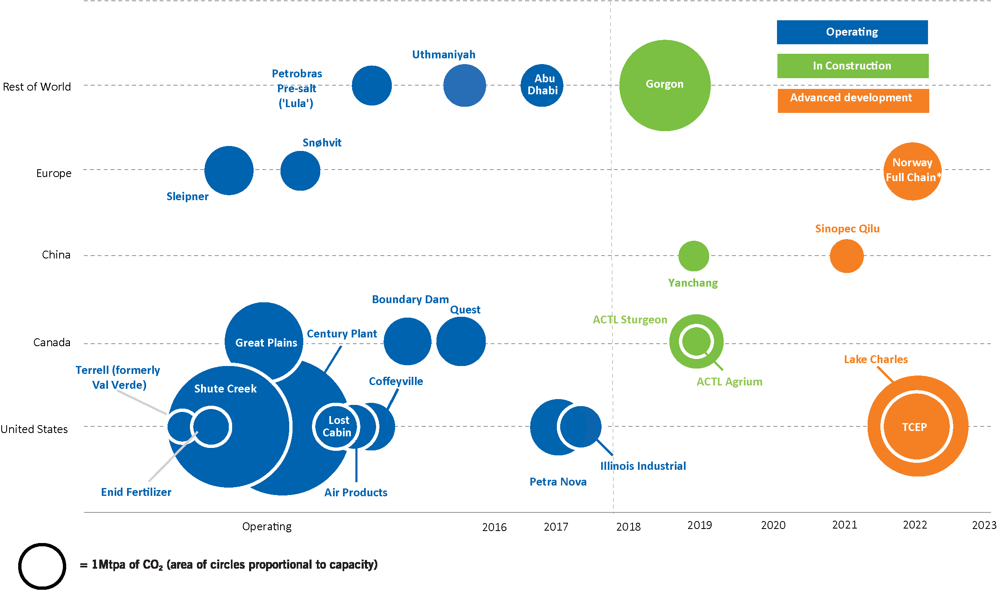 Operating
In Construction
Advanced development
Rest of World
Petrobras
Pre-salt
('Lula')
Uthmaniyah
Abu
Dhabi
Gorgon
Europe
Sleipner
Snøhvit
Norway
Full Chain*
China
Yanchang
Sinopec Qilu
Canada
Great Plains
Century Plant
Boundary Dam
Quest
ACTL Sturgeon
ACTL Agrium
Lake Charles
Terrell (formerly
Val Verde)
Shute Creek
Coffeyville
United States
Lost
Cabin
TCEP
Illinois Industrial
Petra Nova
Enid Fertilizer
Air Products
Operating
2016
2017
2018
2019
2020
2021
2022
2023
= 1Mtpa of CO₂ (area of circles proportional to capacity)